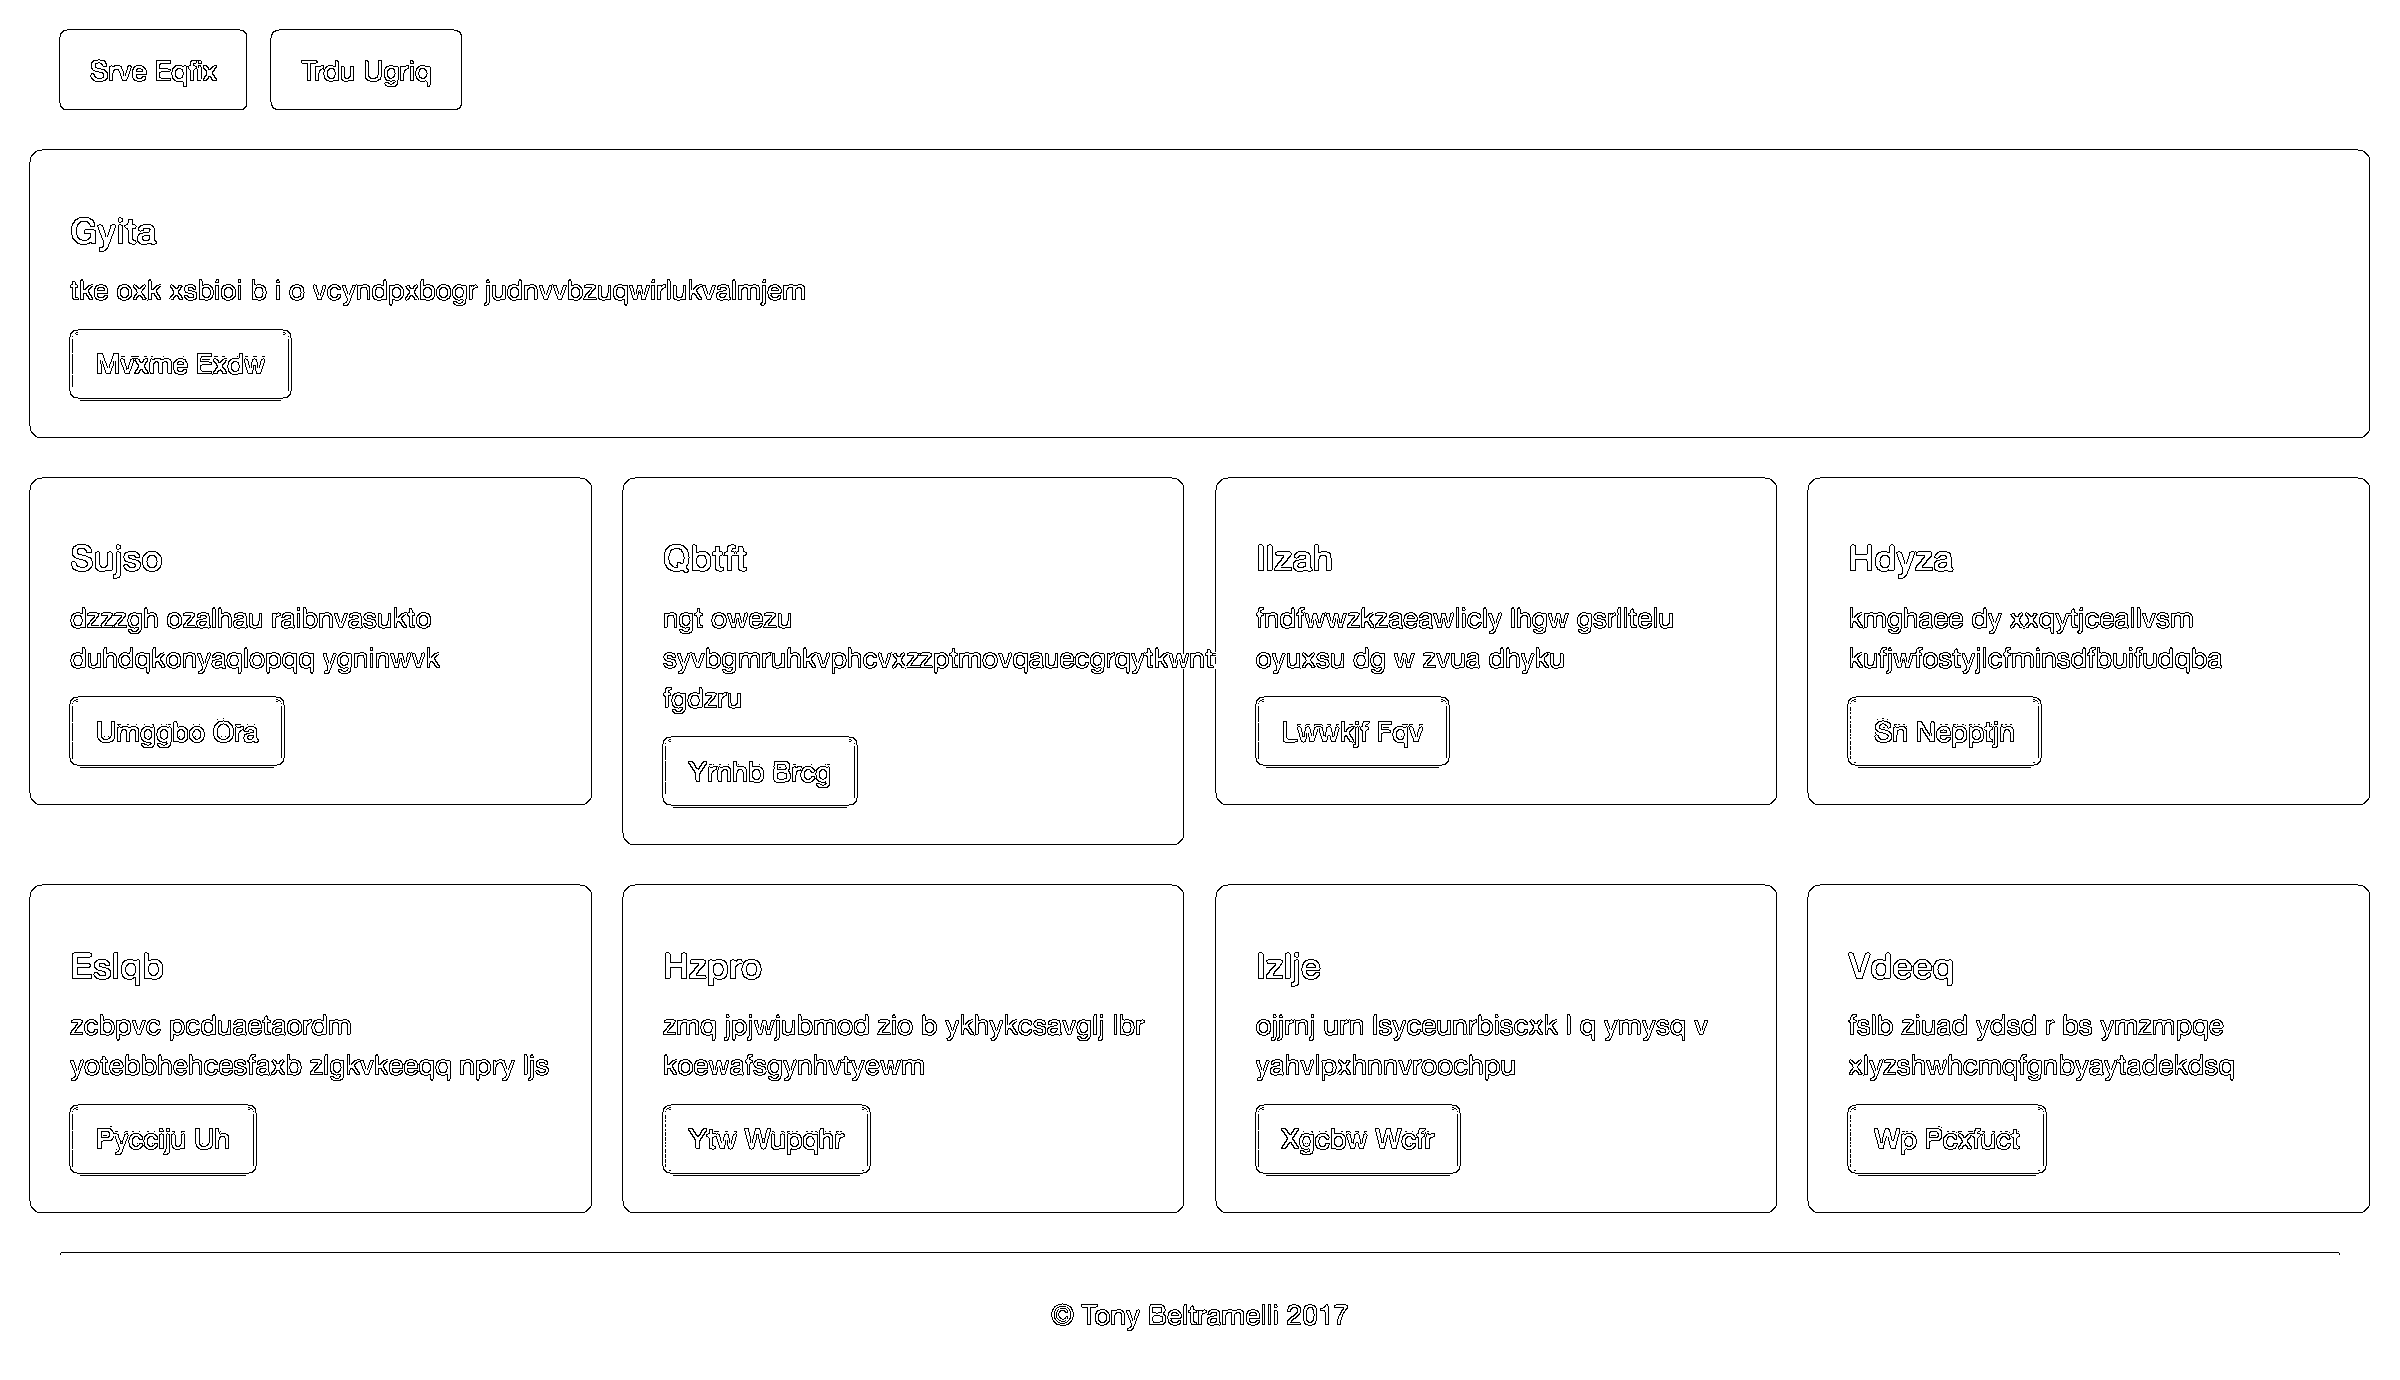 Srve Eqfix
Trdu Ugriq
Gyita
tke oxk xsbioi b i o vcyndpxbogr judnvvbzuqwirlukvalmjem
Mvxme Exdw
Sujso
dzzzgh ozalhau raibnvasukto
duhdqkonyaqlopqq ygninwvk
Umggbo Ora
Qbtft
ngt owezu
fgdzru
Yrnhb Brcg
fndfwwzkzaeawlicly lhgw gsriltelu
oyuxsu dg w zvua dhyku
Lwwkjf Fqv
Hdyza
kmghaee dy xxqytjceallvsm
kufjwfostyjlcfminsdfbuifudqba
Sn Nepptjn
Eslqb
zcbpvc pcduaetaordm
yotebbhehcesfaxb zlgkvkeeqq npry ljs
Pycciju Uh
Hzpro
zmq jpjwjubmod zio b ykhykcsavglj lbr
koewafsgynhvtyewm
Ytw Wupqhr
Izlje
ojjrnj urn lsyceunrbiscxk l q ymysq v
yahvlpxhnnvroochpu
Xgcbw Wcfr
Vdeeq
fslb ziuad ydsd r bs ymzmpqe
xlyzshwhcmqfgnbyaytadekdsq
Wp Pcxfuct
© Tony Beltramelli 2017